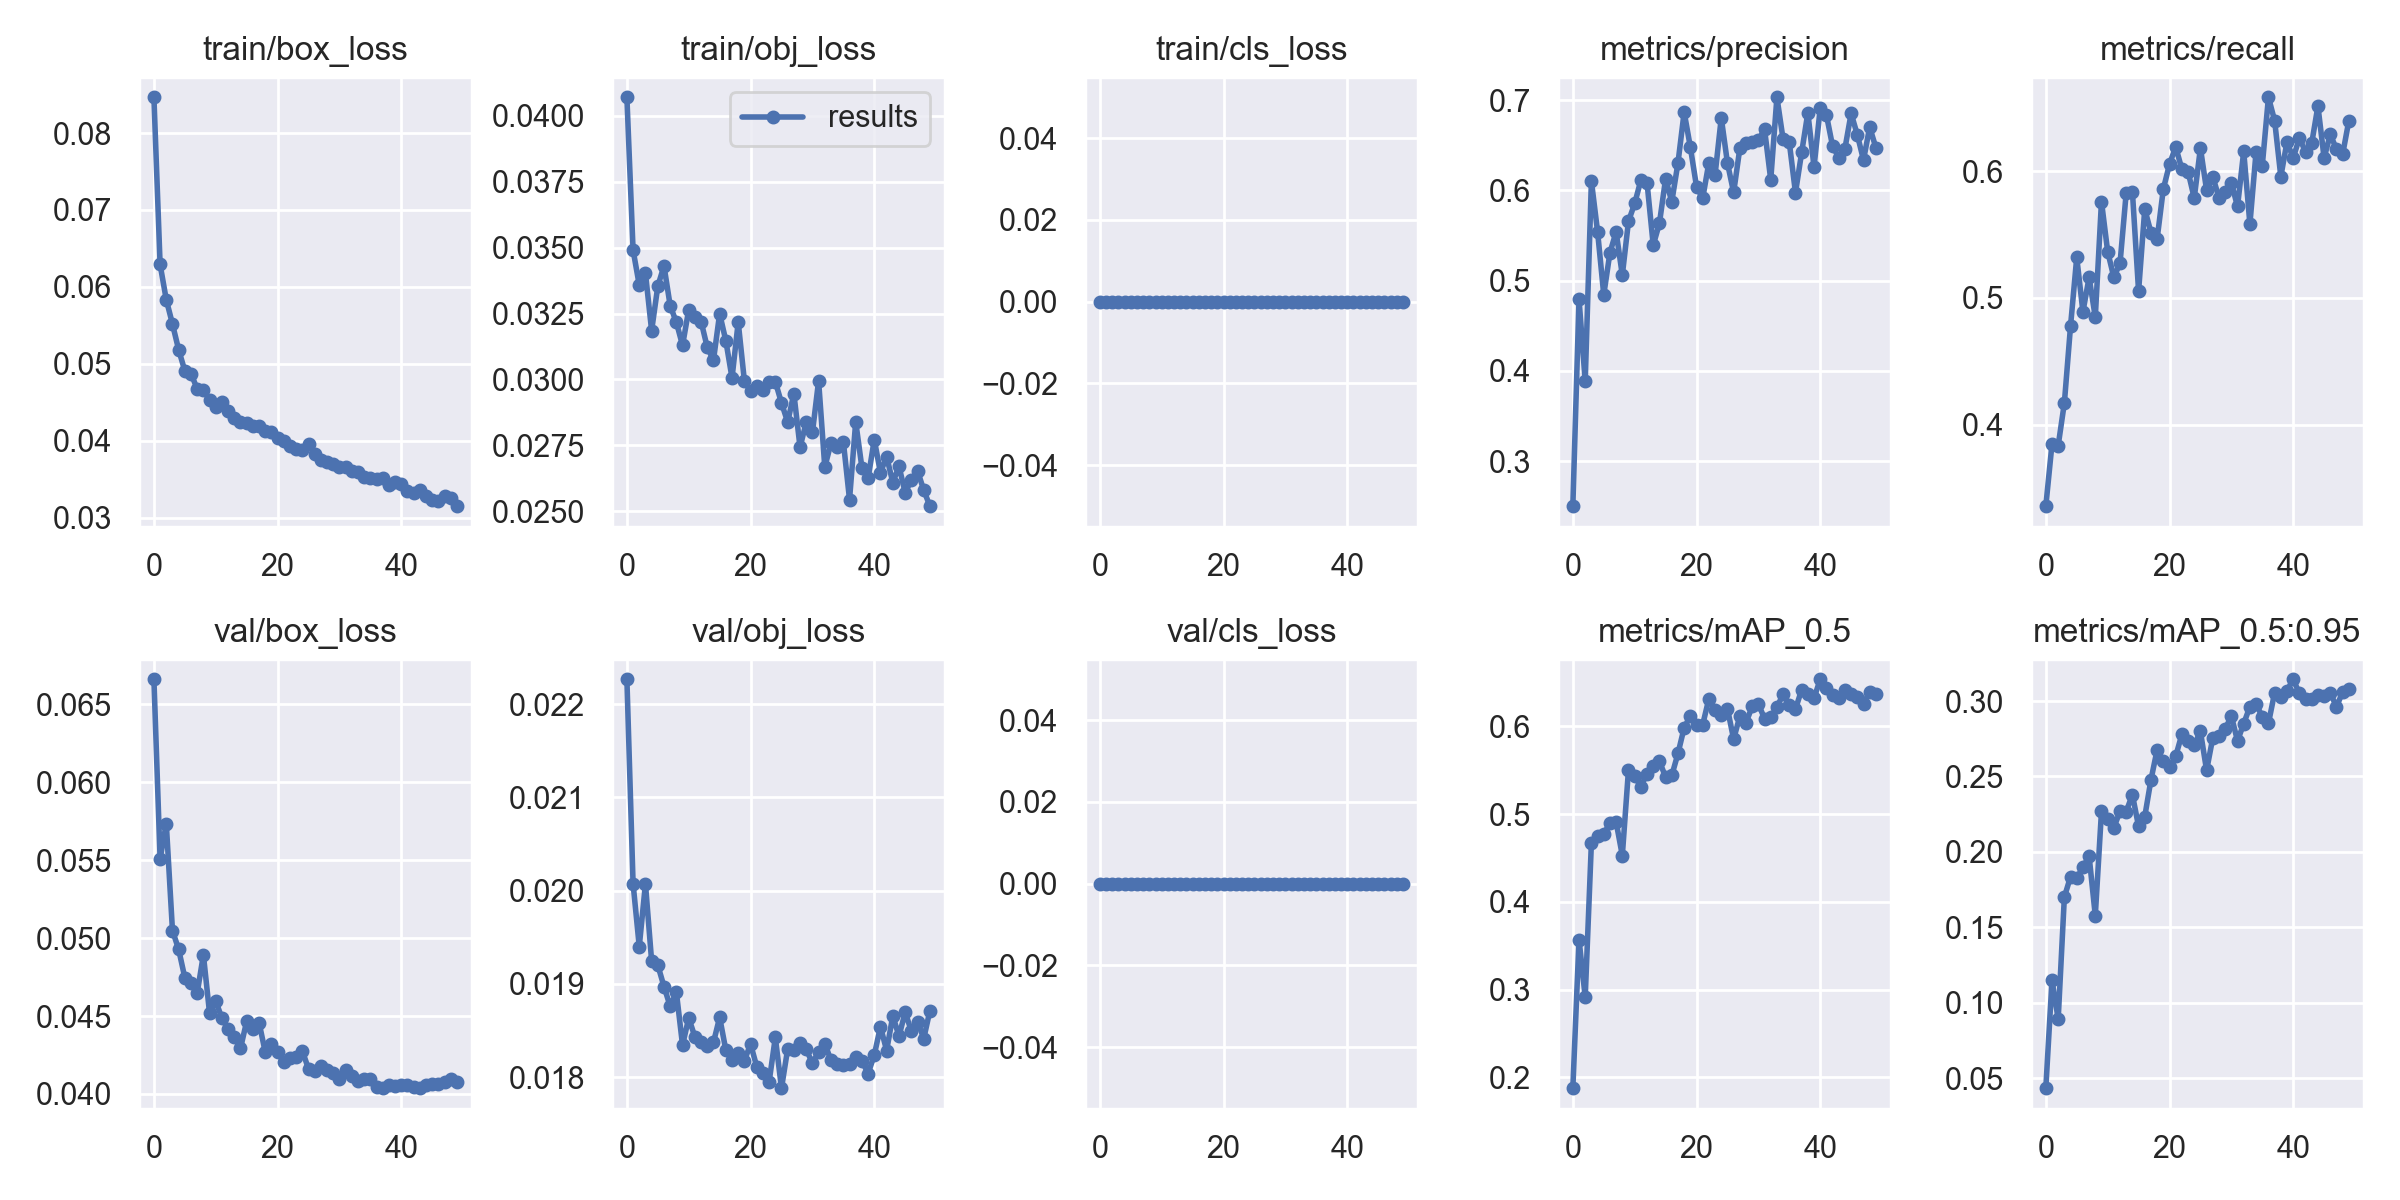 train/box_loss
train/obj_loss
train/cls_loss
metrics/precision
metrics/recall
0.08
0.07
0.06
0.05
0.04
0.03
0 20 40
results
0.0400
0.0375
0.0350
0.0325
0.0300
0.0275
0.0250
0 20 40
0.04
0.02
0.00
−0.02
−0.04
0 20 40
0.7
0.6
0.5
0.4
0.3
0 20 40
0.6
0.5
0.4
0 20 40
val/box_loss
val/obj_loss
val/cls_loss
metrics/mAP_0.5
metrics/mAP_0.5:0.95
0.065
0.060
0.055
0.050
0.045
0.040
0 20 40
0.022
0.021
0.020
0.019
0.018
0 20 40
0.04
0.02
0.00
−0.02
−0.04
0 20 40
0.6
0.5
0.4
0.3
0.2
0 20 40
0.30
0.25
0.20
0.15
0.10
0.05
0 20 40